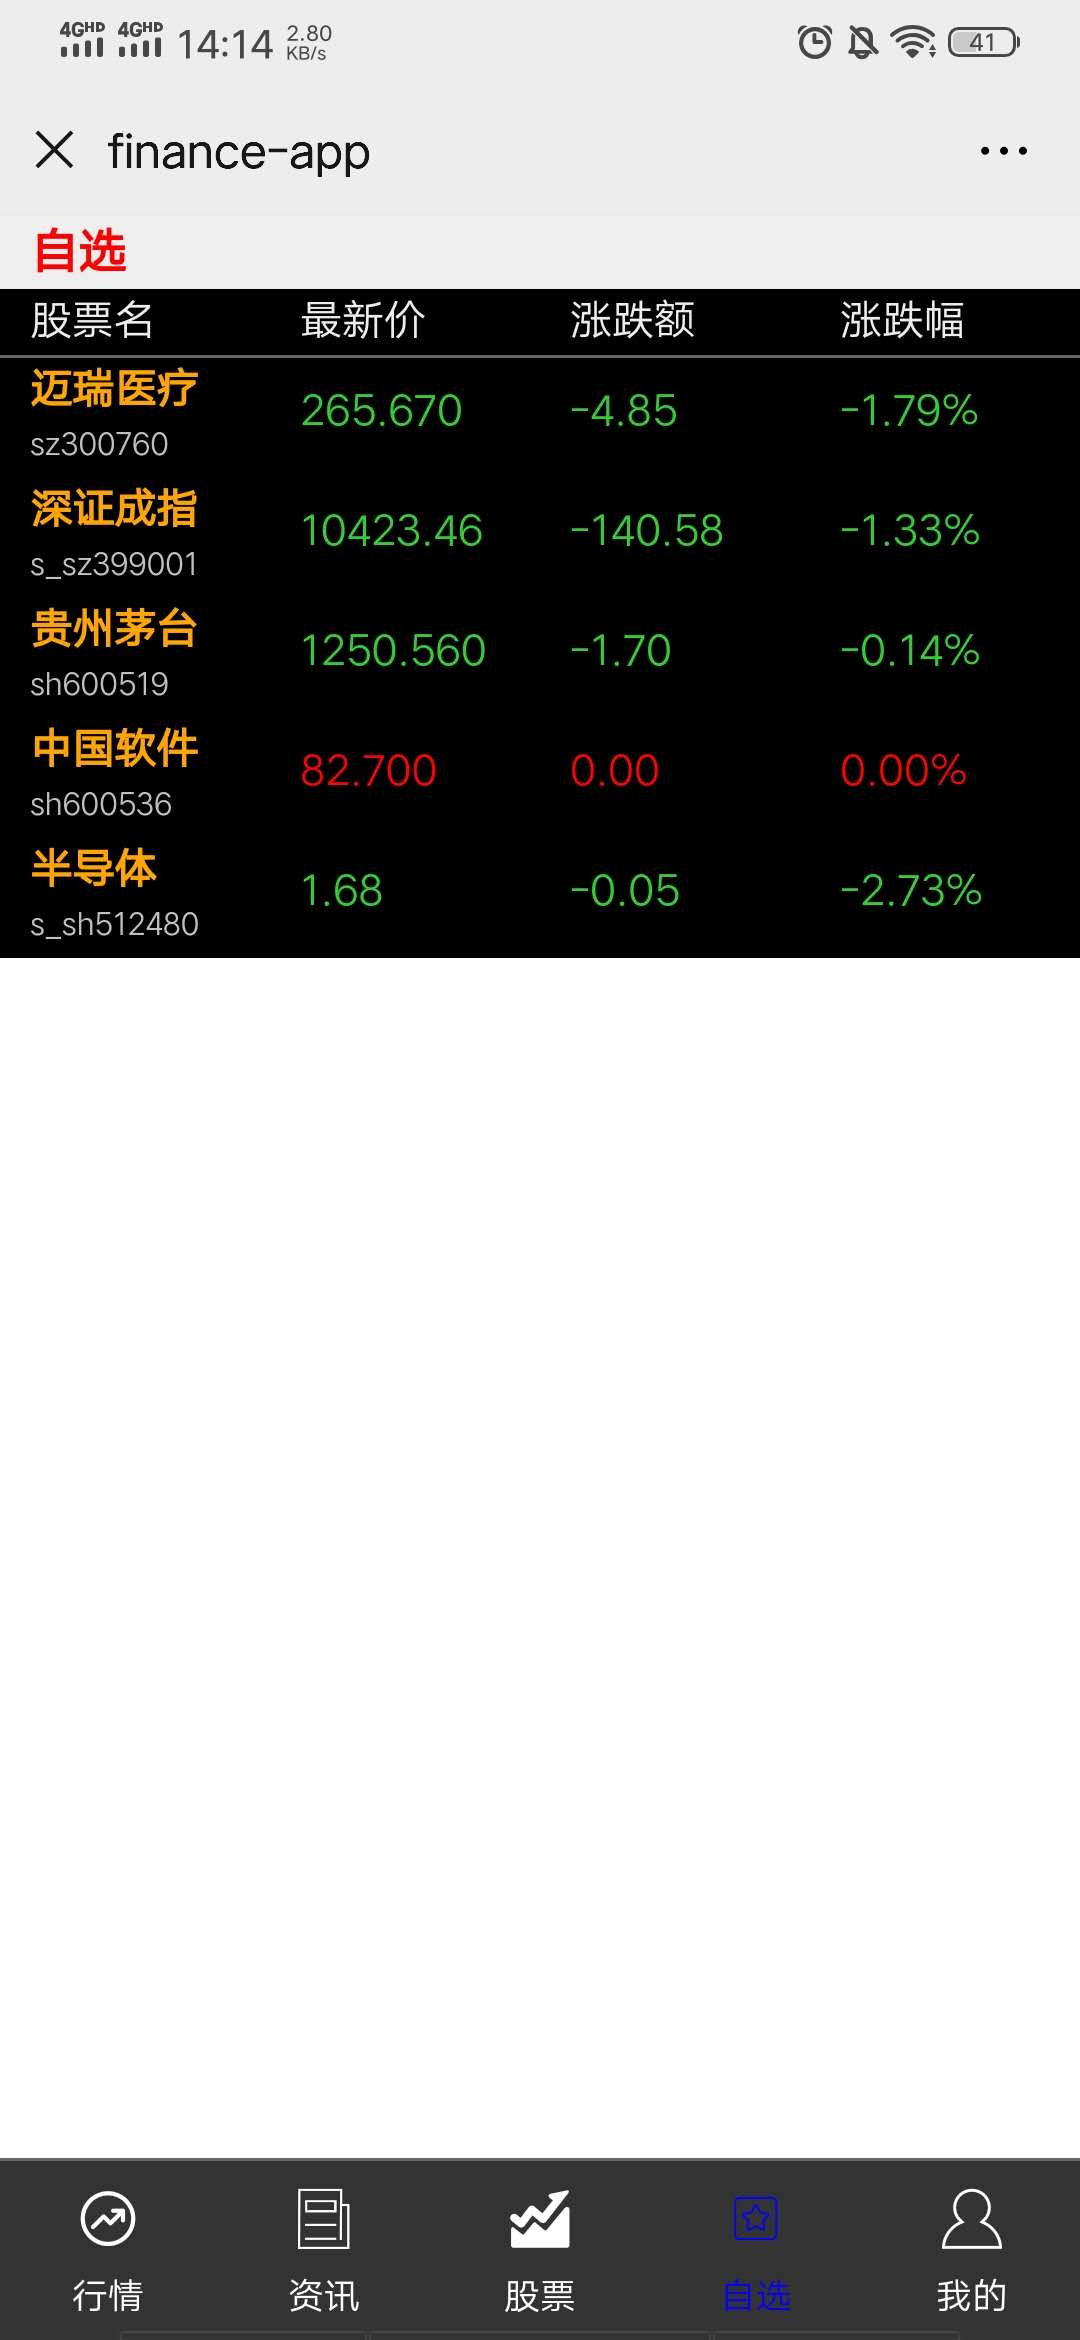 4GHD 4GHD 14:14 2.80 KB/s 41
finance-app
自选
股票名 最新价 涨跌额 涨跌幅
迈瑞医疗 265.670 -4.85 -1.79%
sz300760
深证成指 10423.46 -140.58 -1.33%
s_sz399001
贵州茅台 1250.560 -1.70 -0.14%
sh600519
中国软件 82.700 0.00 0.00%
sh600536
半导体 1.68 -0.05 -2.73%
s_sh512480
行情 资讯 股票 自选 我的